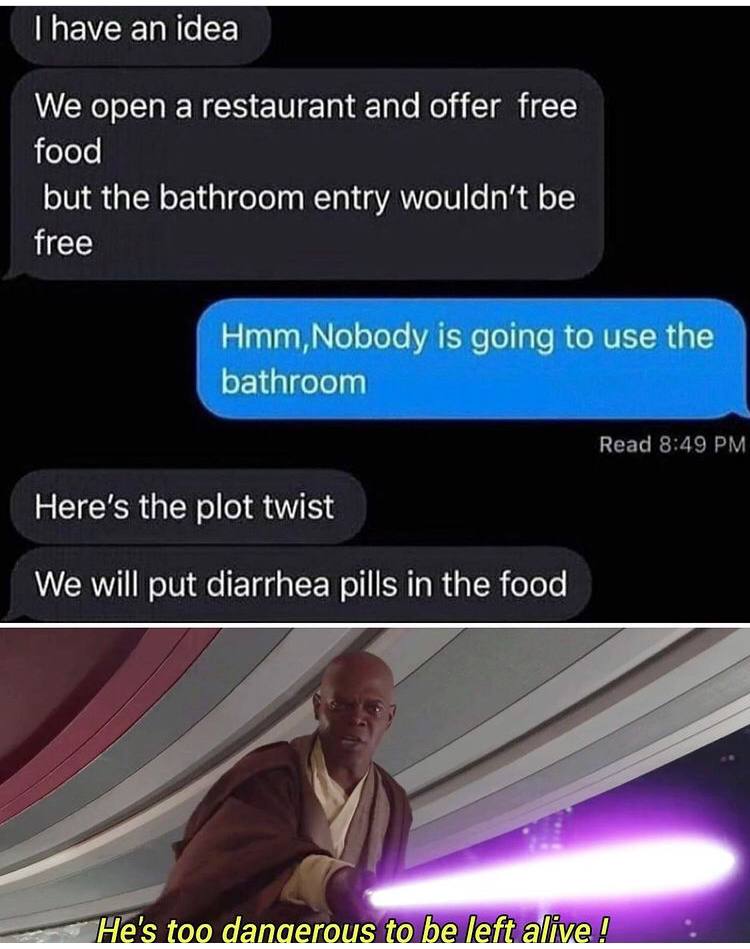 I have an idea
We open a restaurant and offer  free
food
but the bathroom entry wouldn't be
free
Hmm,Nobody is going to use the
bathroom
Read 8:49 PM
Here's the plot twist
We will put diarrhea pills in the food
He's too dangerous to be left alive !